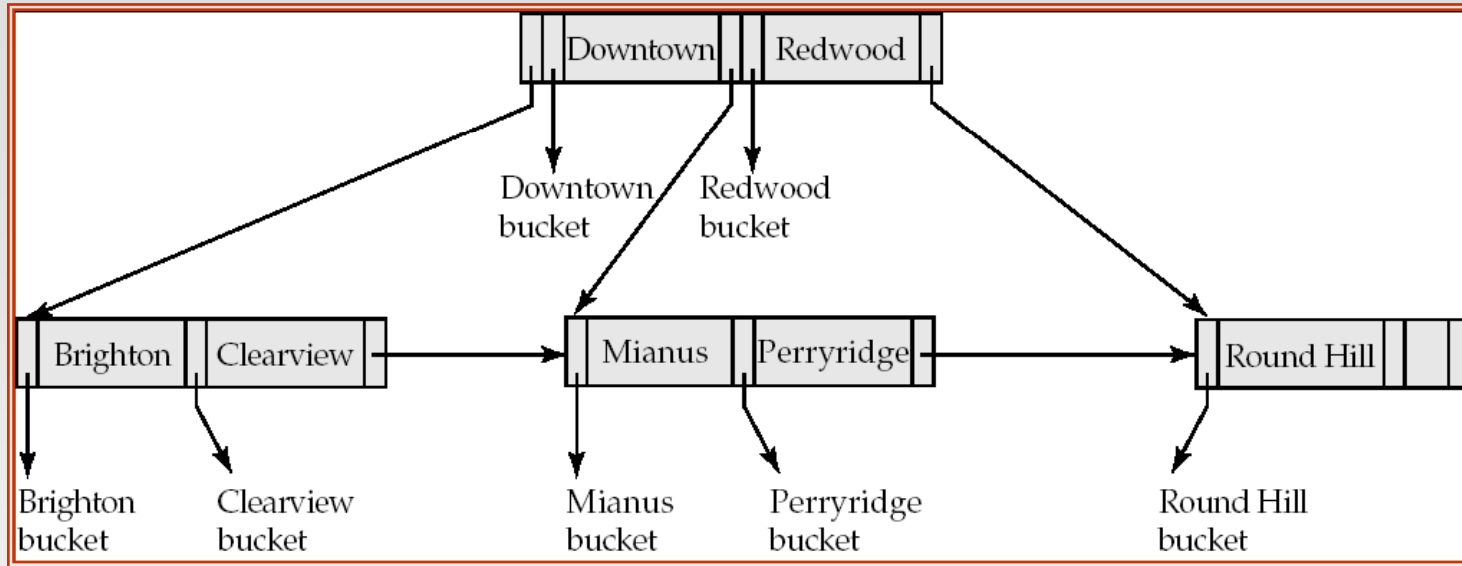 Downtown Redwood
Downtown bucket
Redwood bucket
Brighton Clearview
Mianus Perryridge
Round Hill
Brighton bucket
Clearview bucket
Mianus bucket
Perryridge bucket
Round Hill bucket